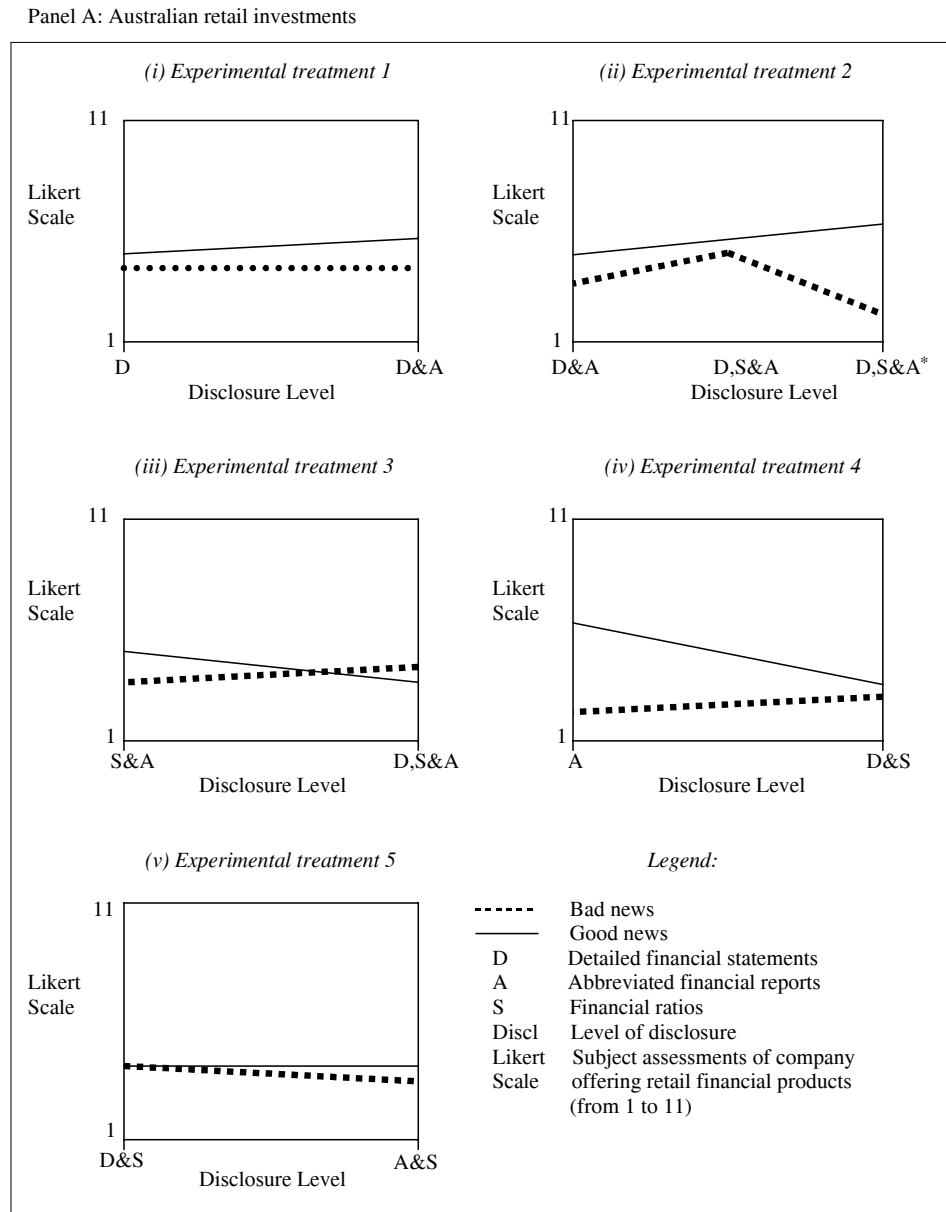 Panel A: Australian retail investments
(i) Experimental treatment 1
11
Likert
Scale
1
D
D&A
Disclosure Level
(ii) Experimental treatment 2
11
Likert
Scale
1
D&A
D,S&A
D,S&A*
Disclosure Level
(iii) Experimental treatment 3
11
Likert
Scale
1
S&A
D,S&A
Disclosure Level
(iv) Experimental treatment 4
11
Likert
Scale
1
A
D&S
Disclosure Level
(v) Experimental treatment 5
11
Likert
Scale
1
D&S
A&S
Disclosure Level
Legend:
Bad news
Good news
D Detailed financial statements
A Abbreviated financial reports
S Financial ratios
Discl Level of disclosure
Likert Subject assessments of company
Scale offering retail financial products
(from 1 to 11)